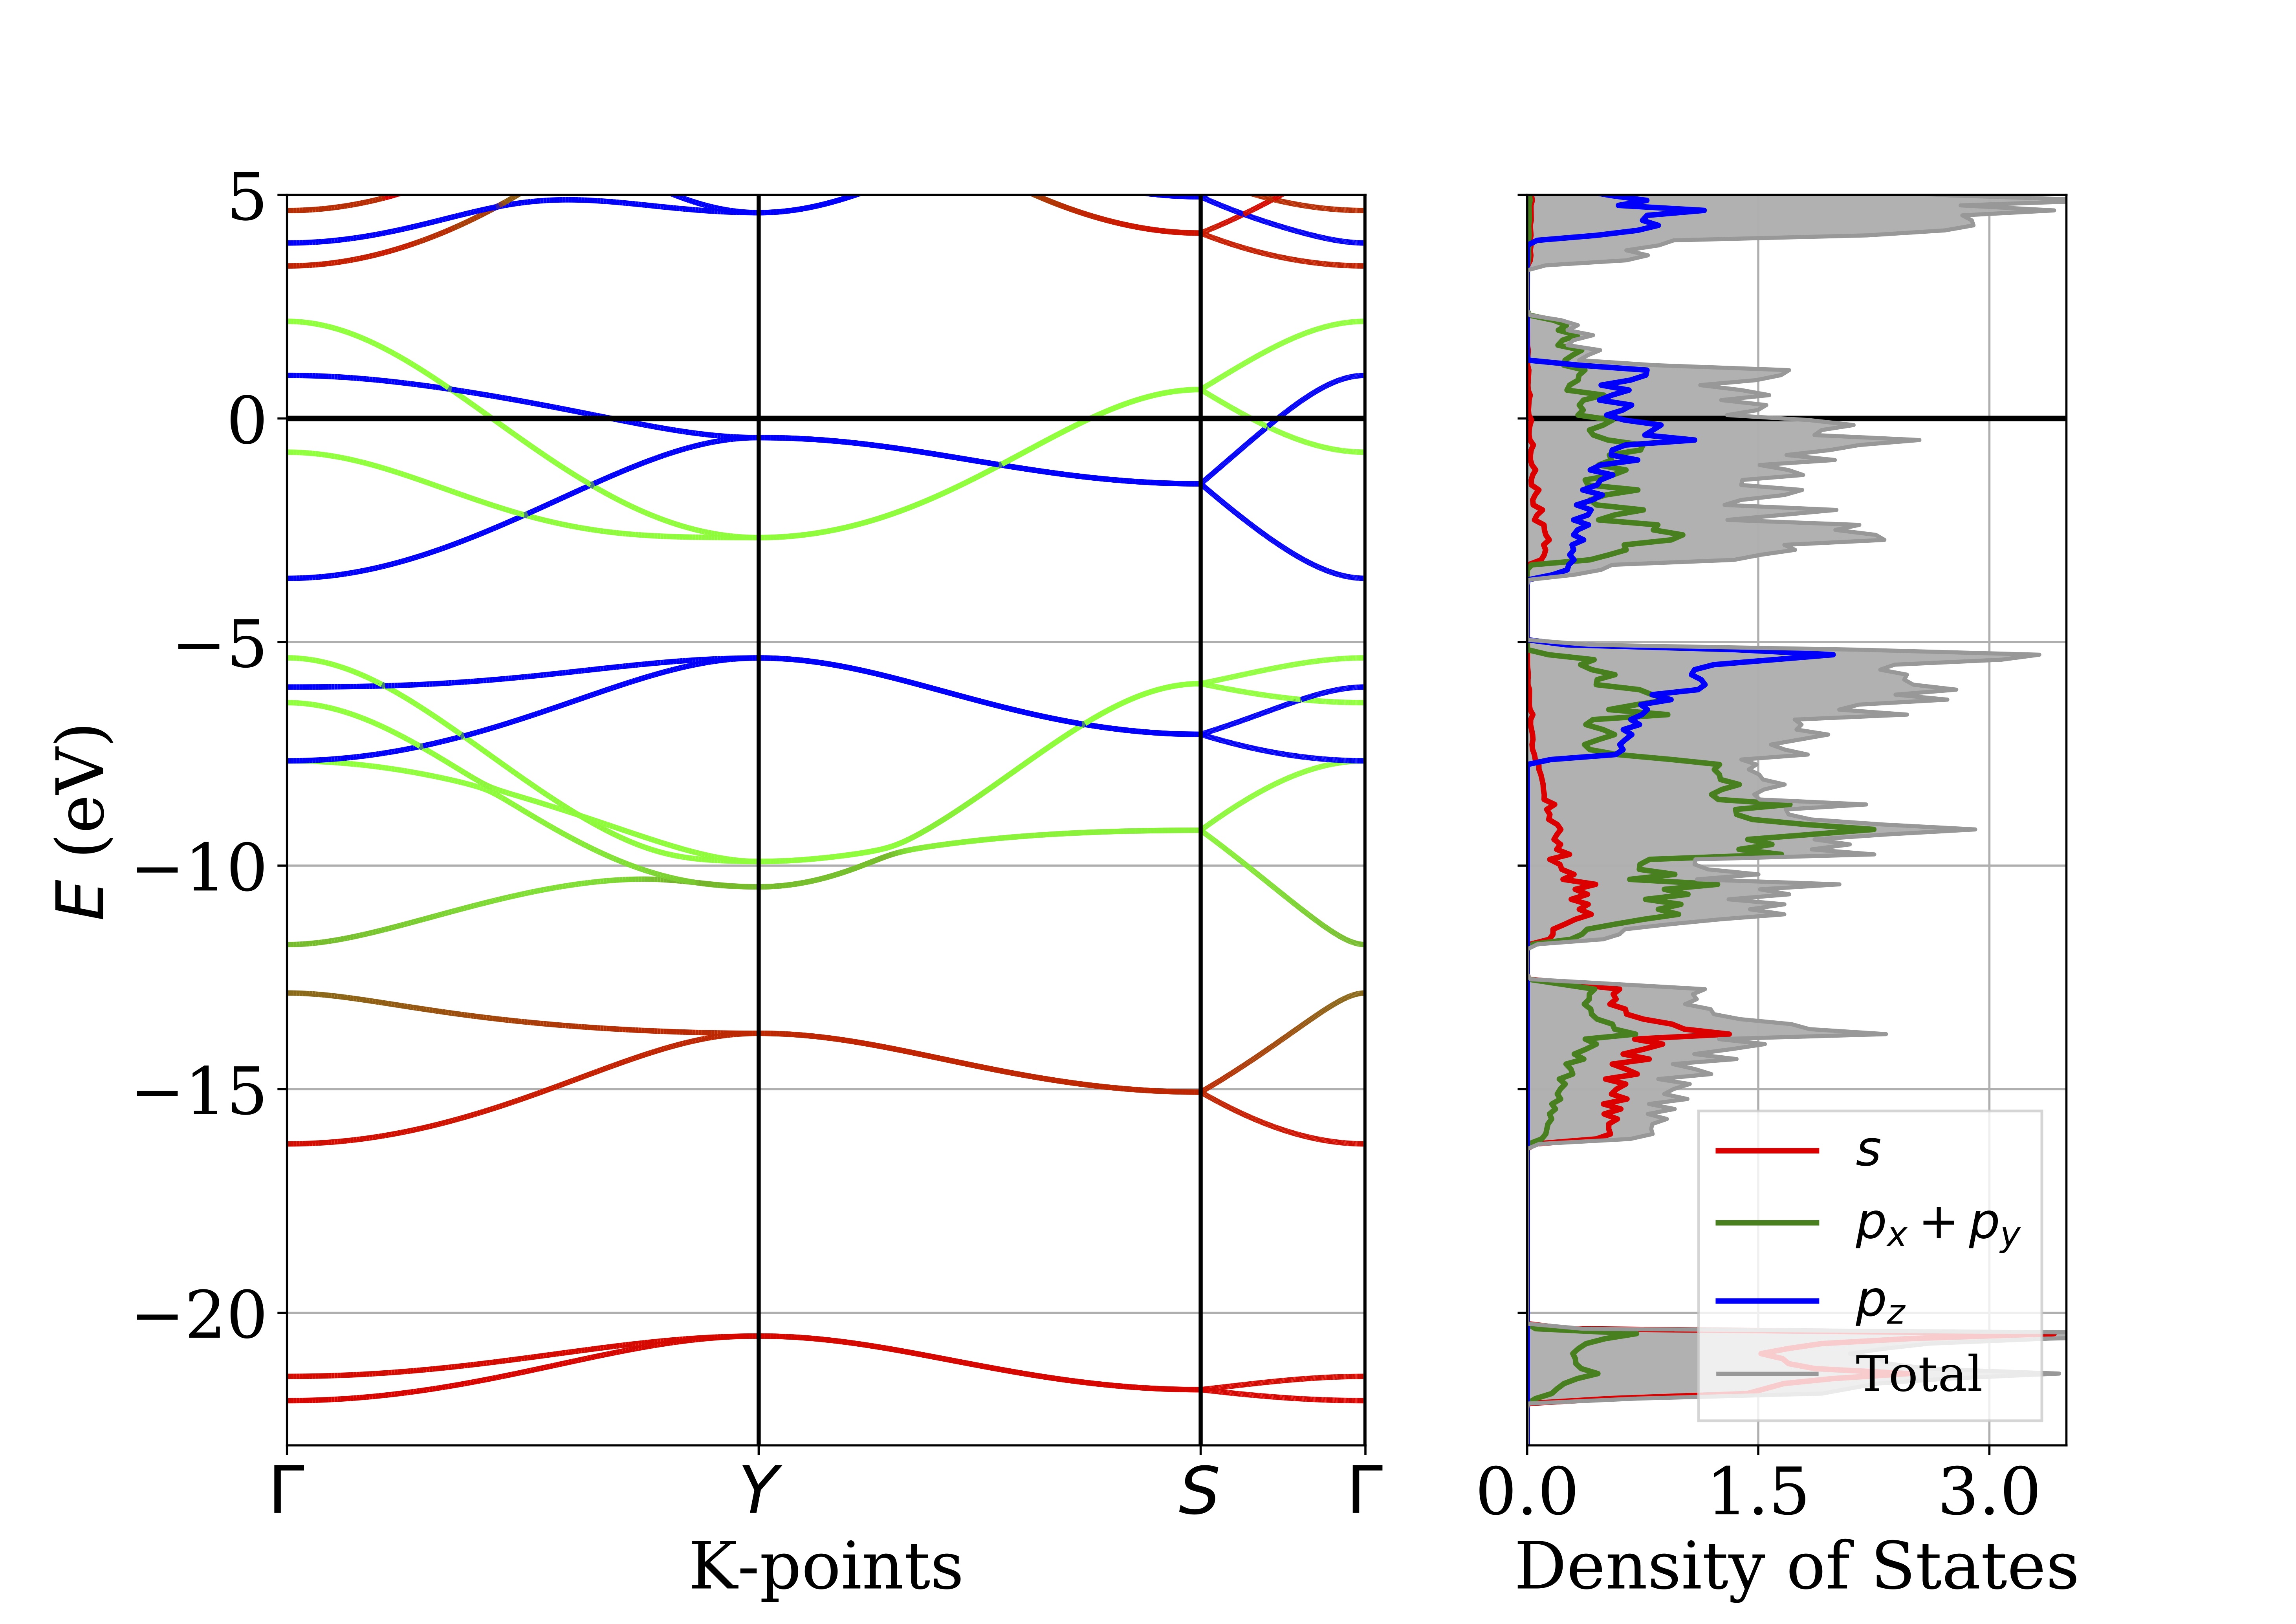 5
0
−5
−10
−15
−20
E (eV)
Γ
Y
S
Γ
K-points
0.0
1.5
3.0
Density of States
s
pₓ + p_y
p_z
Total